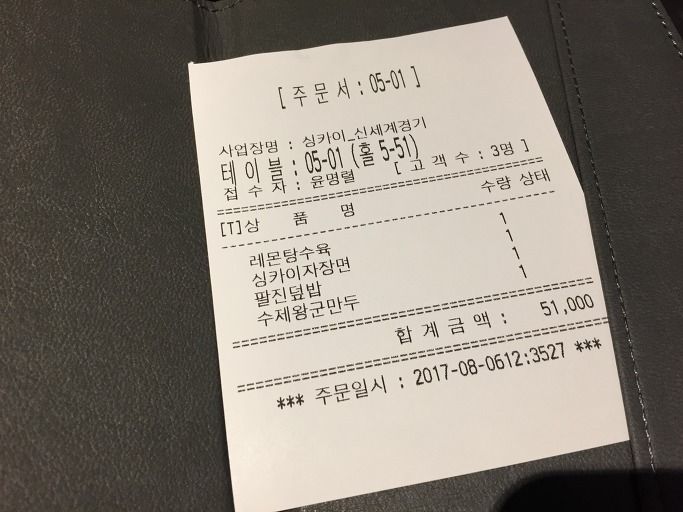 [ 주 문 서 : 05-01 ]
사업장명 : 싱카이_신세계경기
테 이 블 : 05-01 (홀 5-51)
접 수 자 : 윤명렬 [ 고 객 수 : 3명 ]
================================================
[T]상 품 명 수량 상태
------------------------------------------------
레몬탕수육 1
싱카이자장면 1
팔진덮밥 1
수제왕군만두 1
================================================
합 계 금 액 : 51,000
================================================
*** 주문일시 : 2017-08-0612:3527 ***